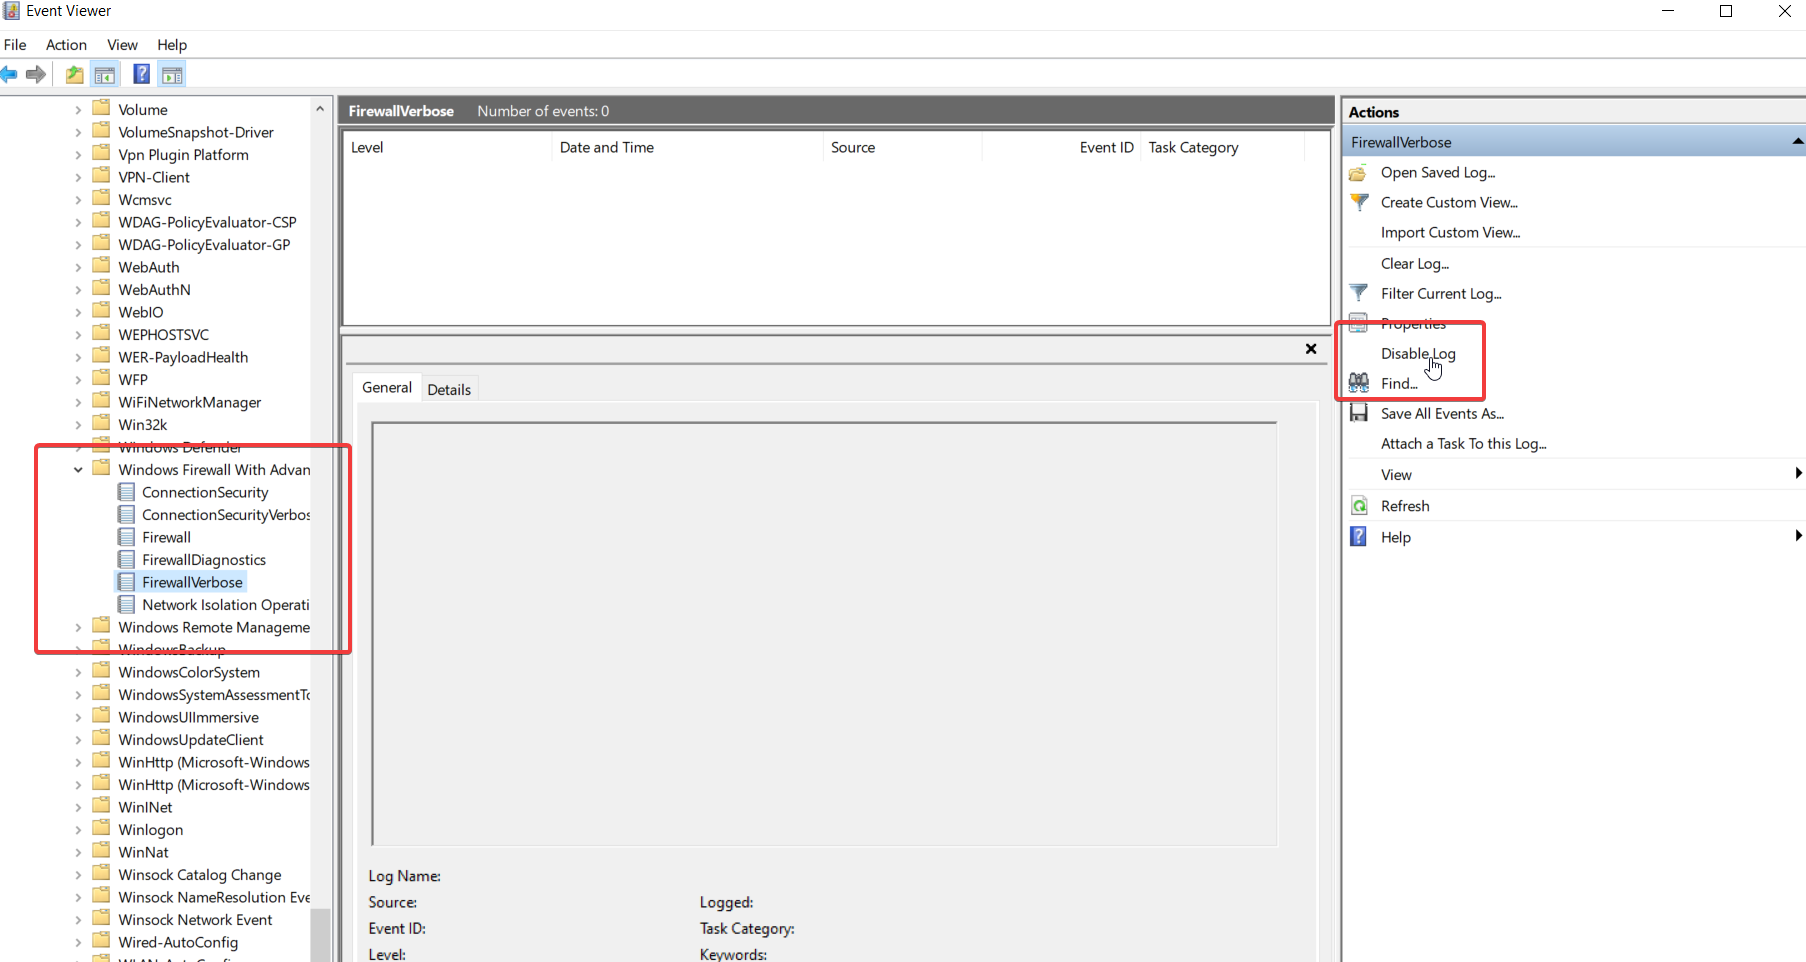 Event Viewer
File Action View Help
Volume
VolumeSnapshot-Driver
Vpn Plugin Platform
VPN-Client
Wcmsvc
WDAG-PolicyEvaluator-CSP
WDAG-PolicyEvaluator-GP
WebAuth
WebAuthN
WebIO
WEPHOSTSVC
WER-PayloadHealth
WFP
WiFiNetworkManager
Win32k
Windows Defender
Windows Firewall With Advan
ConnectionSecurity
ConnectionSecurityVerbos
Firewall
FirewallDiagnostics
FirewallVerbose
Network Isolation Operati
Windows Remote Manageme
WindowsBackup
WindowsColorSystem
WindowsSystemAssessmentTo
WindowsUIImmersive
WindowsUpdateClient
WinHttp (Microsoft-Windows
WinHttp (Microsoft-Windows
WinINet
Winlogon
WinNat
Winsock Catalog Change
Winsock NameResolution Eve
Winsock Network Event
Wired-AutoConfig
FirewallVerbose Number of events: 0
Level Date and Time Source Event ID Task Category
General Details
Log Name:
Source: Logged:
Event ID: Task Category:
Level: Keywords:
Actions
FirewallVerbose
Open Saved Log...
Create Custom View...
Import Custom View...
Clear Log...
Filter Current Log...
Properties
Disable Log
Find...
Save All Events As...
Attach a Task To this Log...
View
Refresh
Help